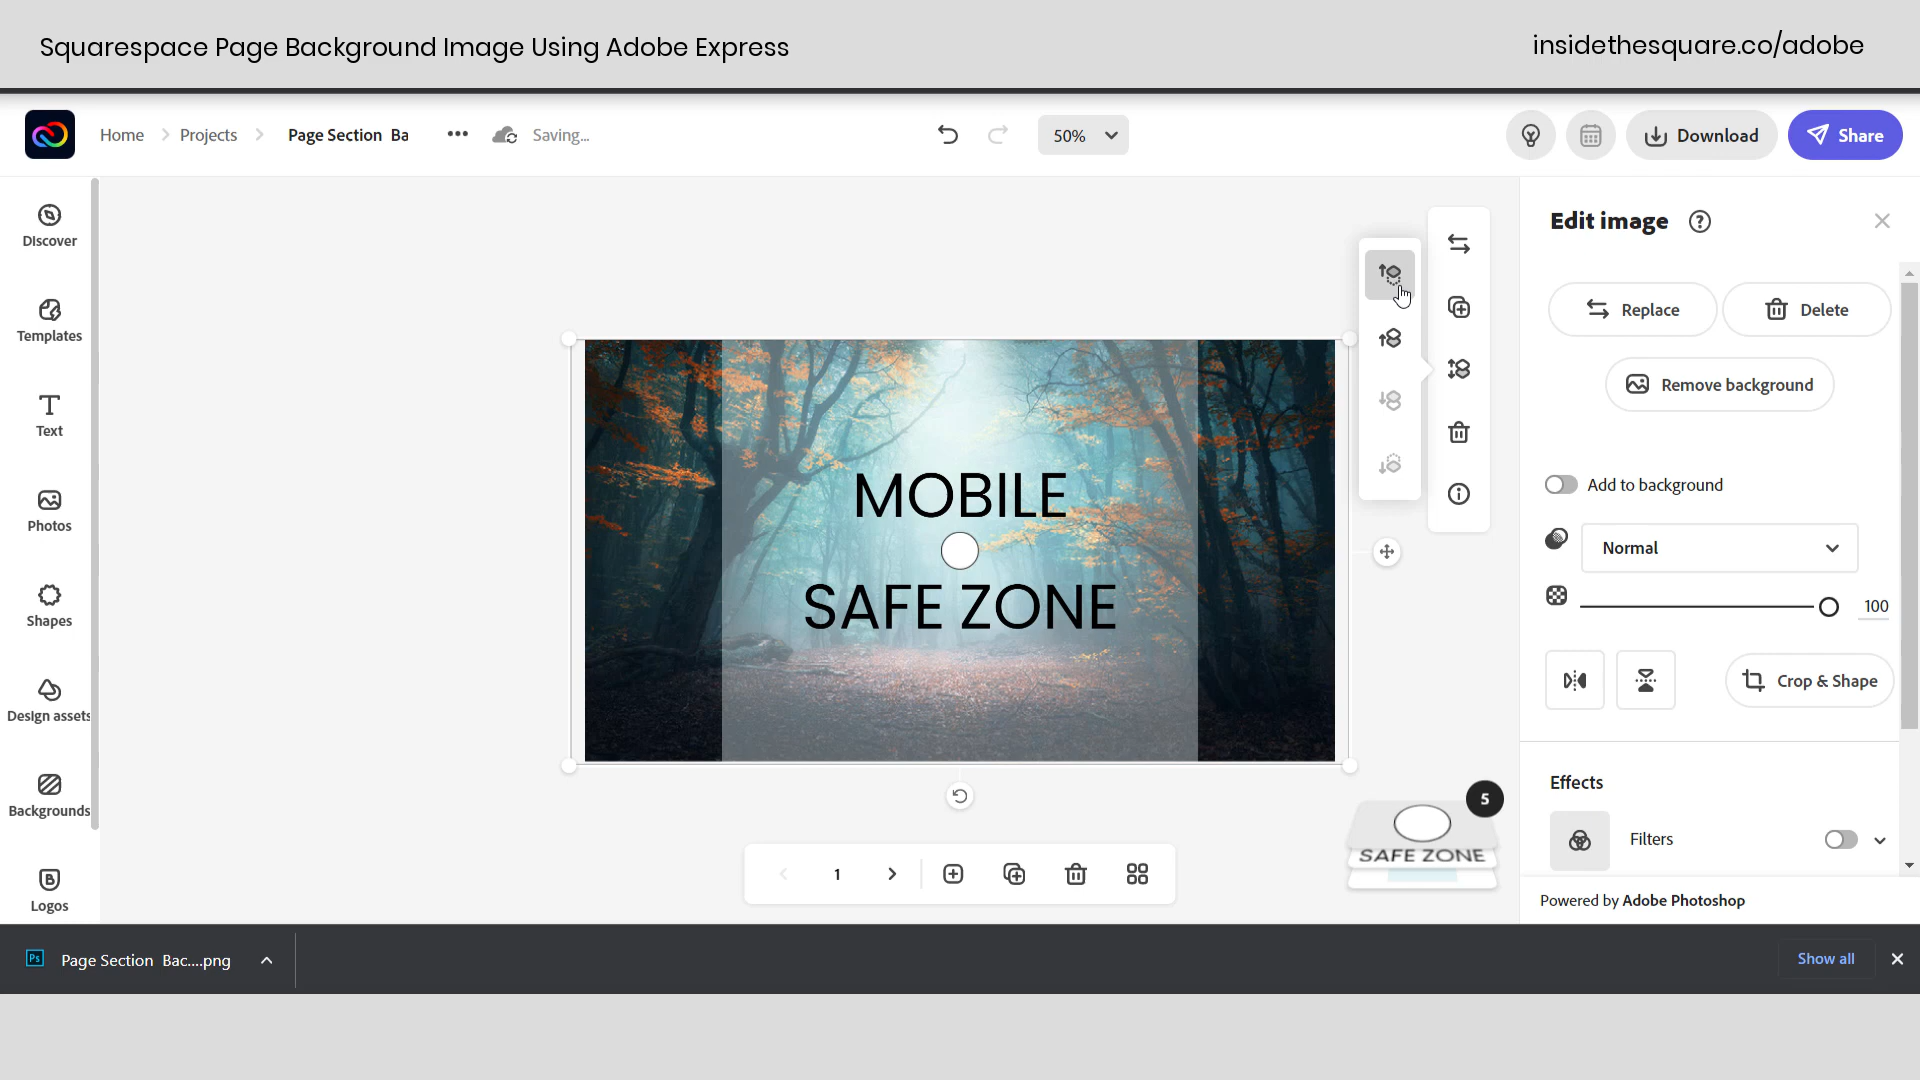 Squarespace Page Background Image Using Adobe Express
insidethesquare.co/adobe
Home
Projects
Page Section Ba
Saving...
50%
Download
Share
Discover
Templates
Text
Photos
Shapes
Design assets
Backgrounds
Logos
MOBILE
SAFE ZONE
Edit image
Replace
Delete
Remove background
Add to background
Normal
100
Crop & Shape
Effects
Filters
Powered by Adobe Photoshop
5
SAFE ZONE
1
Ps
Page Section Bac....png
Show all